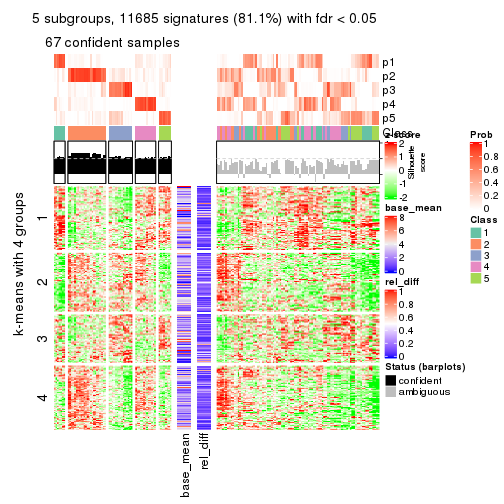 5 subgroups, 11685 signatures (81.1%) with fdr < 0.05
67 confident samples
p1
p2
p3
p4
p5
Class
z-score
2
1
0
-1
-2
Silhouette
score
Prob
1
0.8
0.6
0.4
0.2
0
Class
1
2
3
4
5
base_mean
8
6
4
2
0
rel_diff
1
0.8
0.6
0.4
0.2
0
Status (barplots)
confident
ambiguous
k-means with 4 groups
1
2
3
4
base_mean
rel_diff